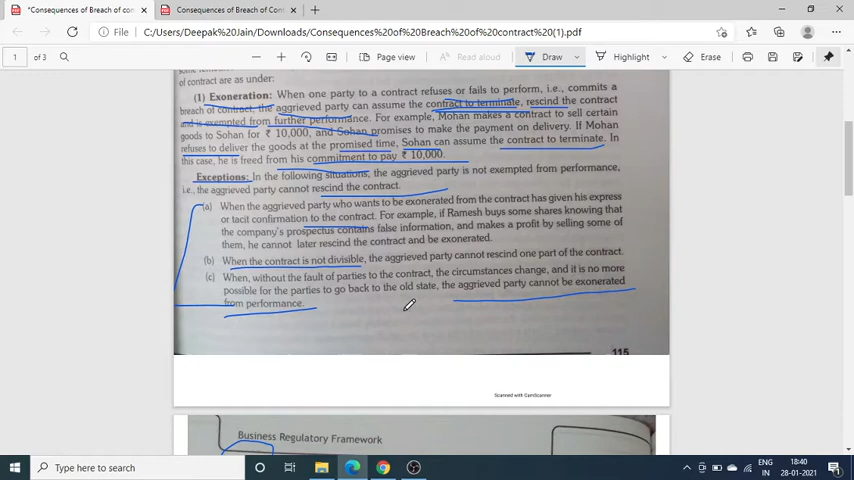 *Consequences of Breach of con
Consequences of Breach of Cont
File
C:/Users/Deepak%20Jain/Downloads/Consequences%20of%20Breach%20of%20contract%20(1).pdf
1
of 3
Page view
Read aloud
Draw
Highlight
Erase
of contract are as under:
(1) Exoneration: When one party to a contract refuses or fails to perform, i.e., commits a
breach of contract, the aggrieved party can assume the contract to terminate, rescind the contract
and is exempted from further performance. For example, Mohan makes a contract to sell certain
goods to Sohan for ₹ 10,000, and Sohan promises to make the payment on delivery. If Mohan
refuses to deliver the goods at the promised time, Sohan can assume the contract to terminate. In
this case, he is freed from his commitment to pay ₹ 10,000.
Exceptions: In the following situations, the aggrieved party is not exempted from performance,
i.e., the aggrieved party cannot rescind the contract.
(a) When the aggrieved party who wants to be exonerated from the contract has given his express
or tacit confirmation to the contract. For example, if Ramesh buys some shares knowing that
the company's prospectus contains false information, and makes a profit by selling some of
them, he cannot later rescind the contract and be exonerated.
(b) When the contract is not divisible, the aggrieved party cannot rescind one part of the contract.
(c) When, without the fault of parties to the contract, the circumstances change, and it is no more
possible for the parties to go back to the old state, the aggrieved party cannot be exonerated
from performance.
115
Scanned with CamScanner
Business Regulatory Framework
Type here to search
ENG
IN
18:40
28-01-2021